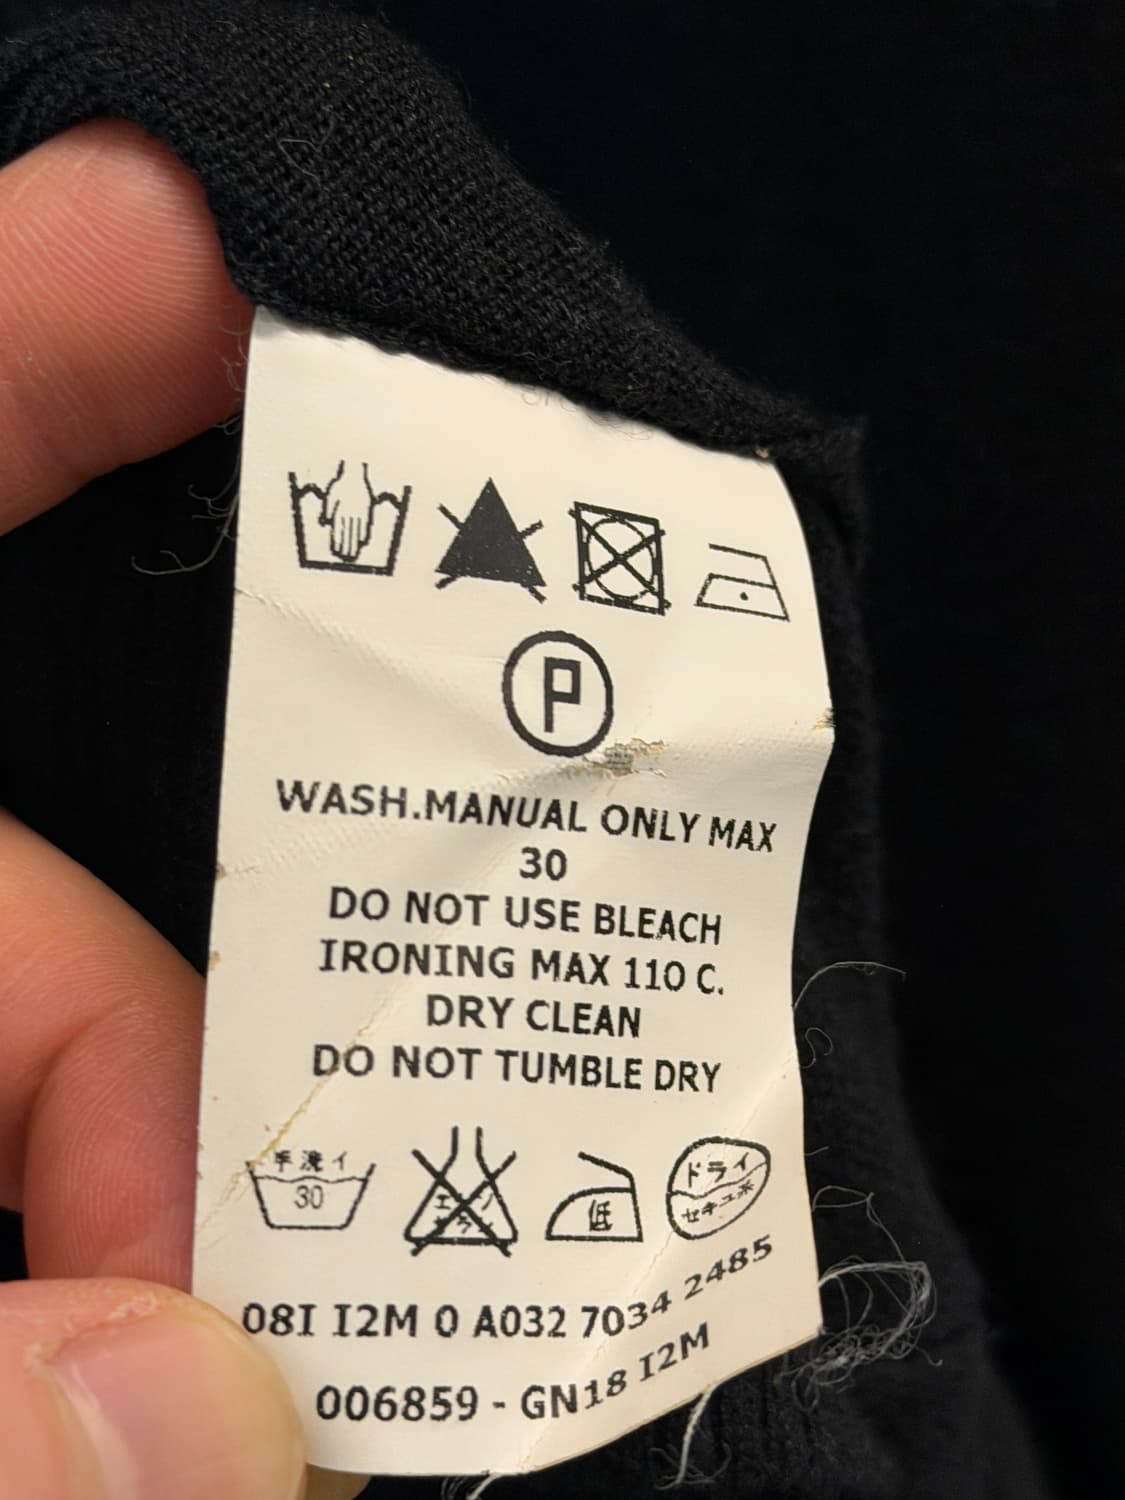 P
WASH.MANUAL ONLY MAX
30
DO NOT USE BLEACH
IRONING MAX 110 C.
DRY CLEAN
DO NOT TUMBLE DRY
手洗イ
30
低
ドライ
08I I2M 0 A032 7034 2485
006859 - GN18 I2M